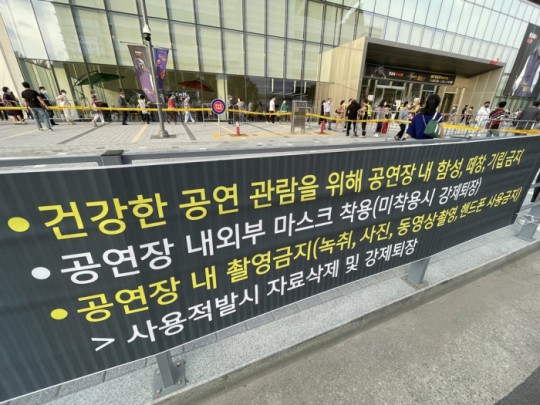 • 건강한 공연 관람을 위해 공연장 내 함성, 떼창, 기립금지
• 공연장 내외부 마스크 착용(미착용시 강제퇴장)
• 공연장 내 촬영금지(녹취, 사진, 동영상촬영, 핸드폰 사용금지)
> 사용적발시 자료삭제 및 강제퇴장